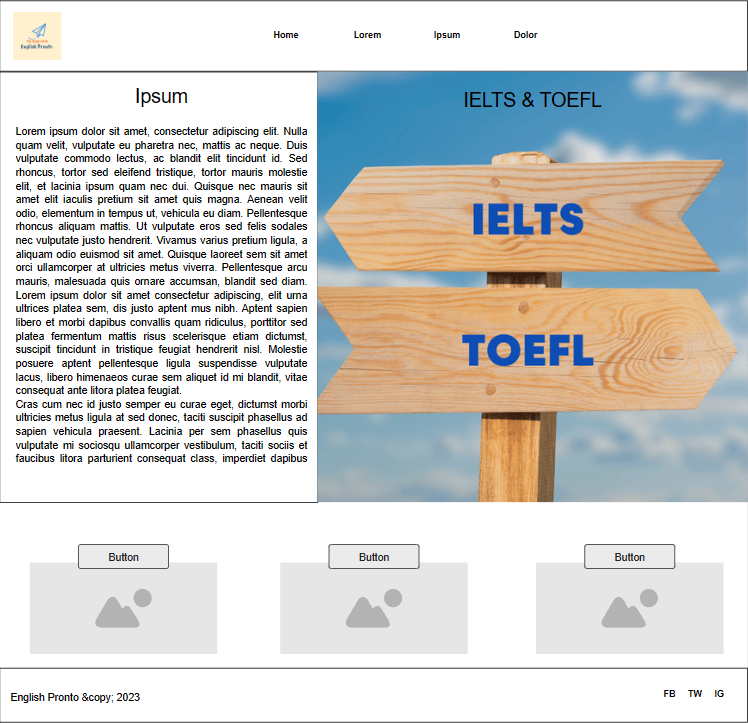 English Pronto
Home Lorem Ipsum Dolor
Ipsum
Lorem ipsum dolor sit amet, consectetur adipiscing elit. Nulla
quam velit, vulputate eu pharetra nec, mattis ac neque. Duis
vulputate commodo lectus, ac blandit elit tincidunt id. Sed
rhoncus, tortor sed eleifend tristique, tortor mauris molestie
elit, et lacinia ipsum quam nec dui. Quisque nec mauris sit
amet elit iaculis pretium sit amet quis magna. Aenean velit
odio, elementum in tempus ut, vehicula eu diam. Pellentesque
rhoncus aliquam mattis. Ut vulputate eros sed felis sodales
nec vulputate justo hendrerit. Vivamus varius pretium ligula, a
aliquam odio euismod sit amet. Quisque laoreet sem sit amet
orci ullamcorper at ultricies metus viverra. Pellentesque arcu
mauris, malesuada quis ornare accumsan, blandit sed diam.
Lorem ipsum dolor sit amet consectetur adipiscing, elit urna
ultrices platea sem, dis justo aptent mus nibh. Aptent sapien
libero et morbi dapibus convallis quam ridiculus, porttitor sed
platea fermentum mattis risus scelerisque etiam dictumst,
suscipit tincidunt in tristique feugiat hendrerit nisl. Molestie
posuere aptent pellentesque ligula suspendisse vulputate
lacus, libero himenaeos curae sem aliquet id mi blandit, vitae
consequat ante litora platea feugiat.
Cras cum nec id justo semper eu curae eget, dictumst morbi
ultricies metus ligula at sed donec, taciti suscipit phasellus ad
sapien vehicula praesent. Lacinia per sem phasellus quis
vulputate mi sociosqu ullamcorper vestibulum, taciti sociis et
faucibus litora parturient consequat class, imperdiet dapibus
IELTS & TOEFL
IELTS
TOEFL
Button Button Button
English Pronto &copy; 2023
FB TW IG